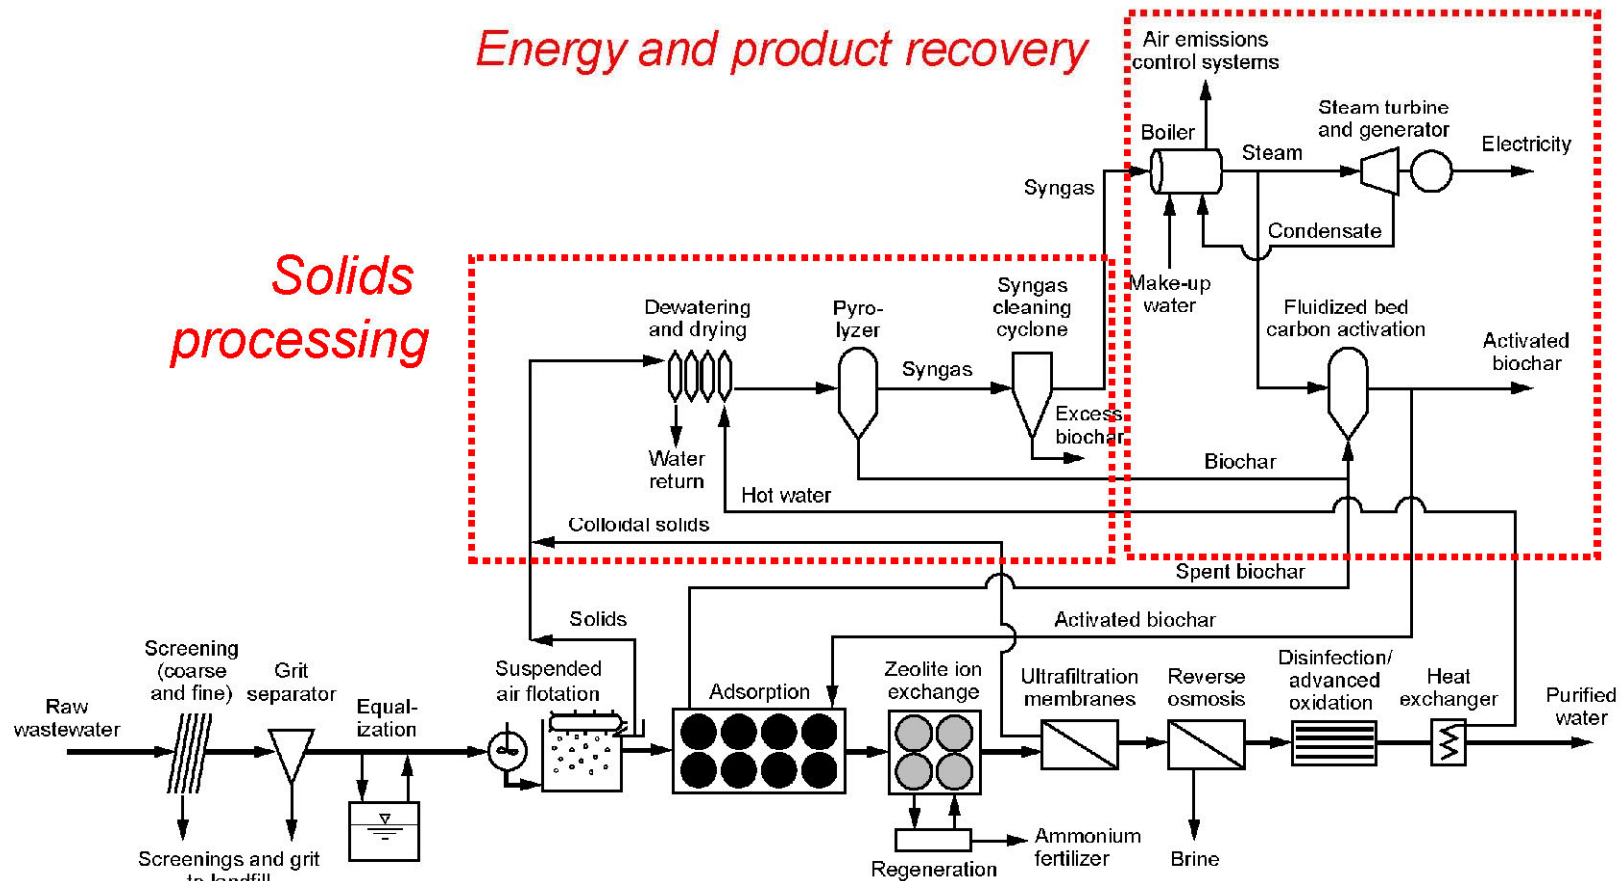 Energy and product recovery
Air emissions
control systems
Steam turbine
and generator
Boiler
Steam
Electricity
Syngas
Condensate
Make-up
water
Solids
processing
Dewatering
and drying
Pyro-
lyzer
Syngas
cleaning
cyclone
Fluidized bed
carbon activation
Activated
biochar
Syngas
Excess
biochar
Water
return
Biochar
Hot water
Colloidal solids
Spent biochar
Solids
Activated biochar
Screening
(coarse
and fine)
Grit
separator
Suspended
air flotation
Adsorption
Zeolite ion
exchange
Ultrafiltration
membranes
Reverse
osmosis
Disinfection/
advanced
oxidation
Heat
exchanger
Purified
water
Raw
wastewater
Equal-
ization
Screenings and grit
to landfill
Regeneration
Ammonium
fertilizer
Brine